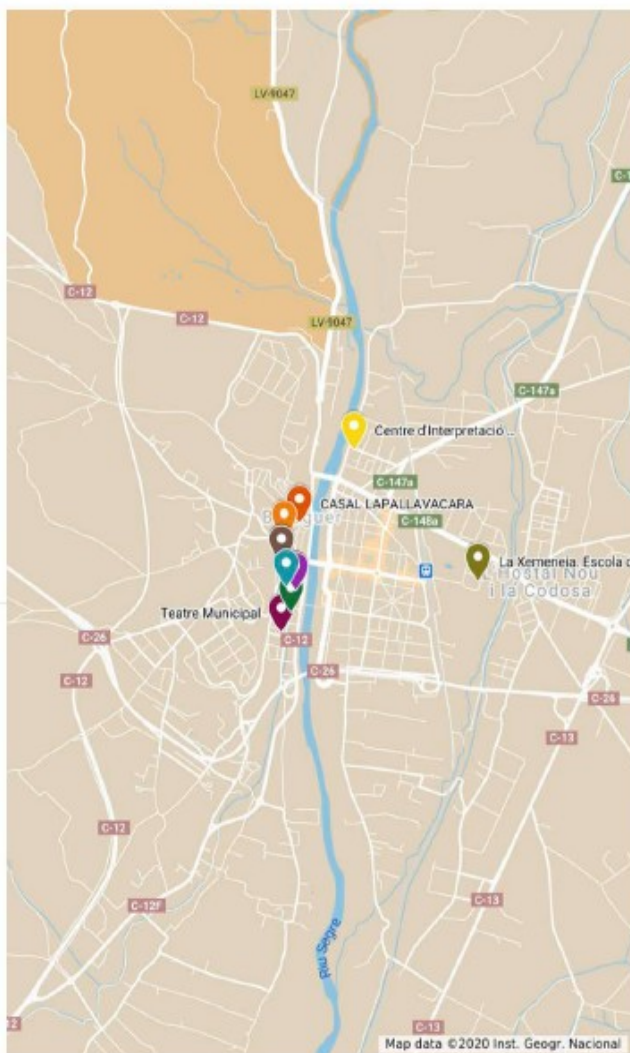 LV-9047
C-1
C-12
C-12
LV-9047
C-147a
Centre d'Interpretació ..
C-147a
CASAL LAPALLAVACARA
C-148a
La Xemeneia. Escola
Hostal Nou
i la Codosa
Teatre Municipal
C-12
C-26
C-26
C-12
C-26
C-13
C-12
C-12f
C-13
Riu Segre
C-13
Map data ©2020 Inst. Geogr. Nacional